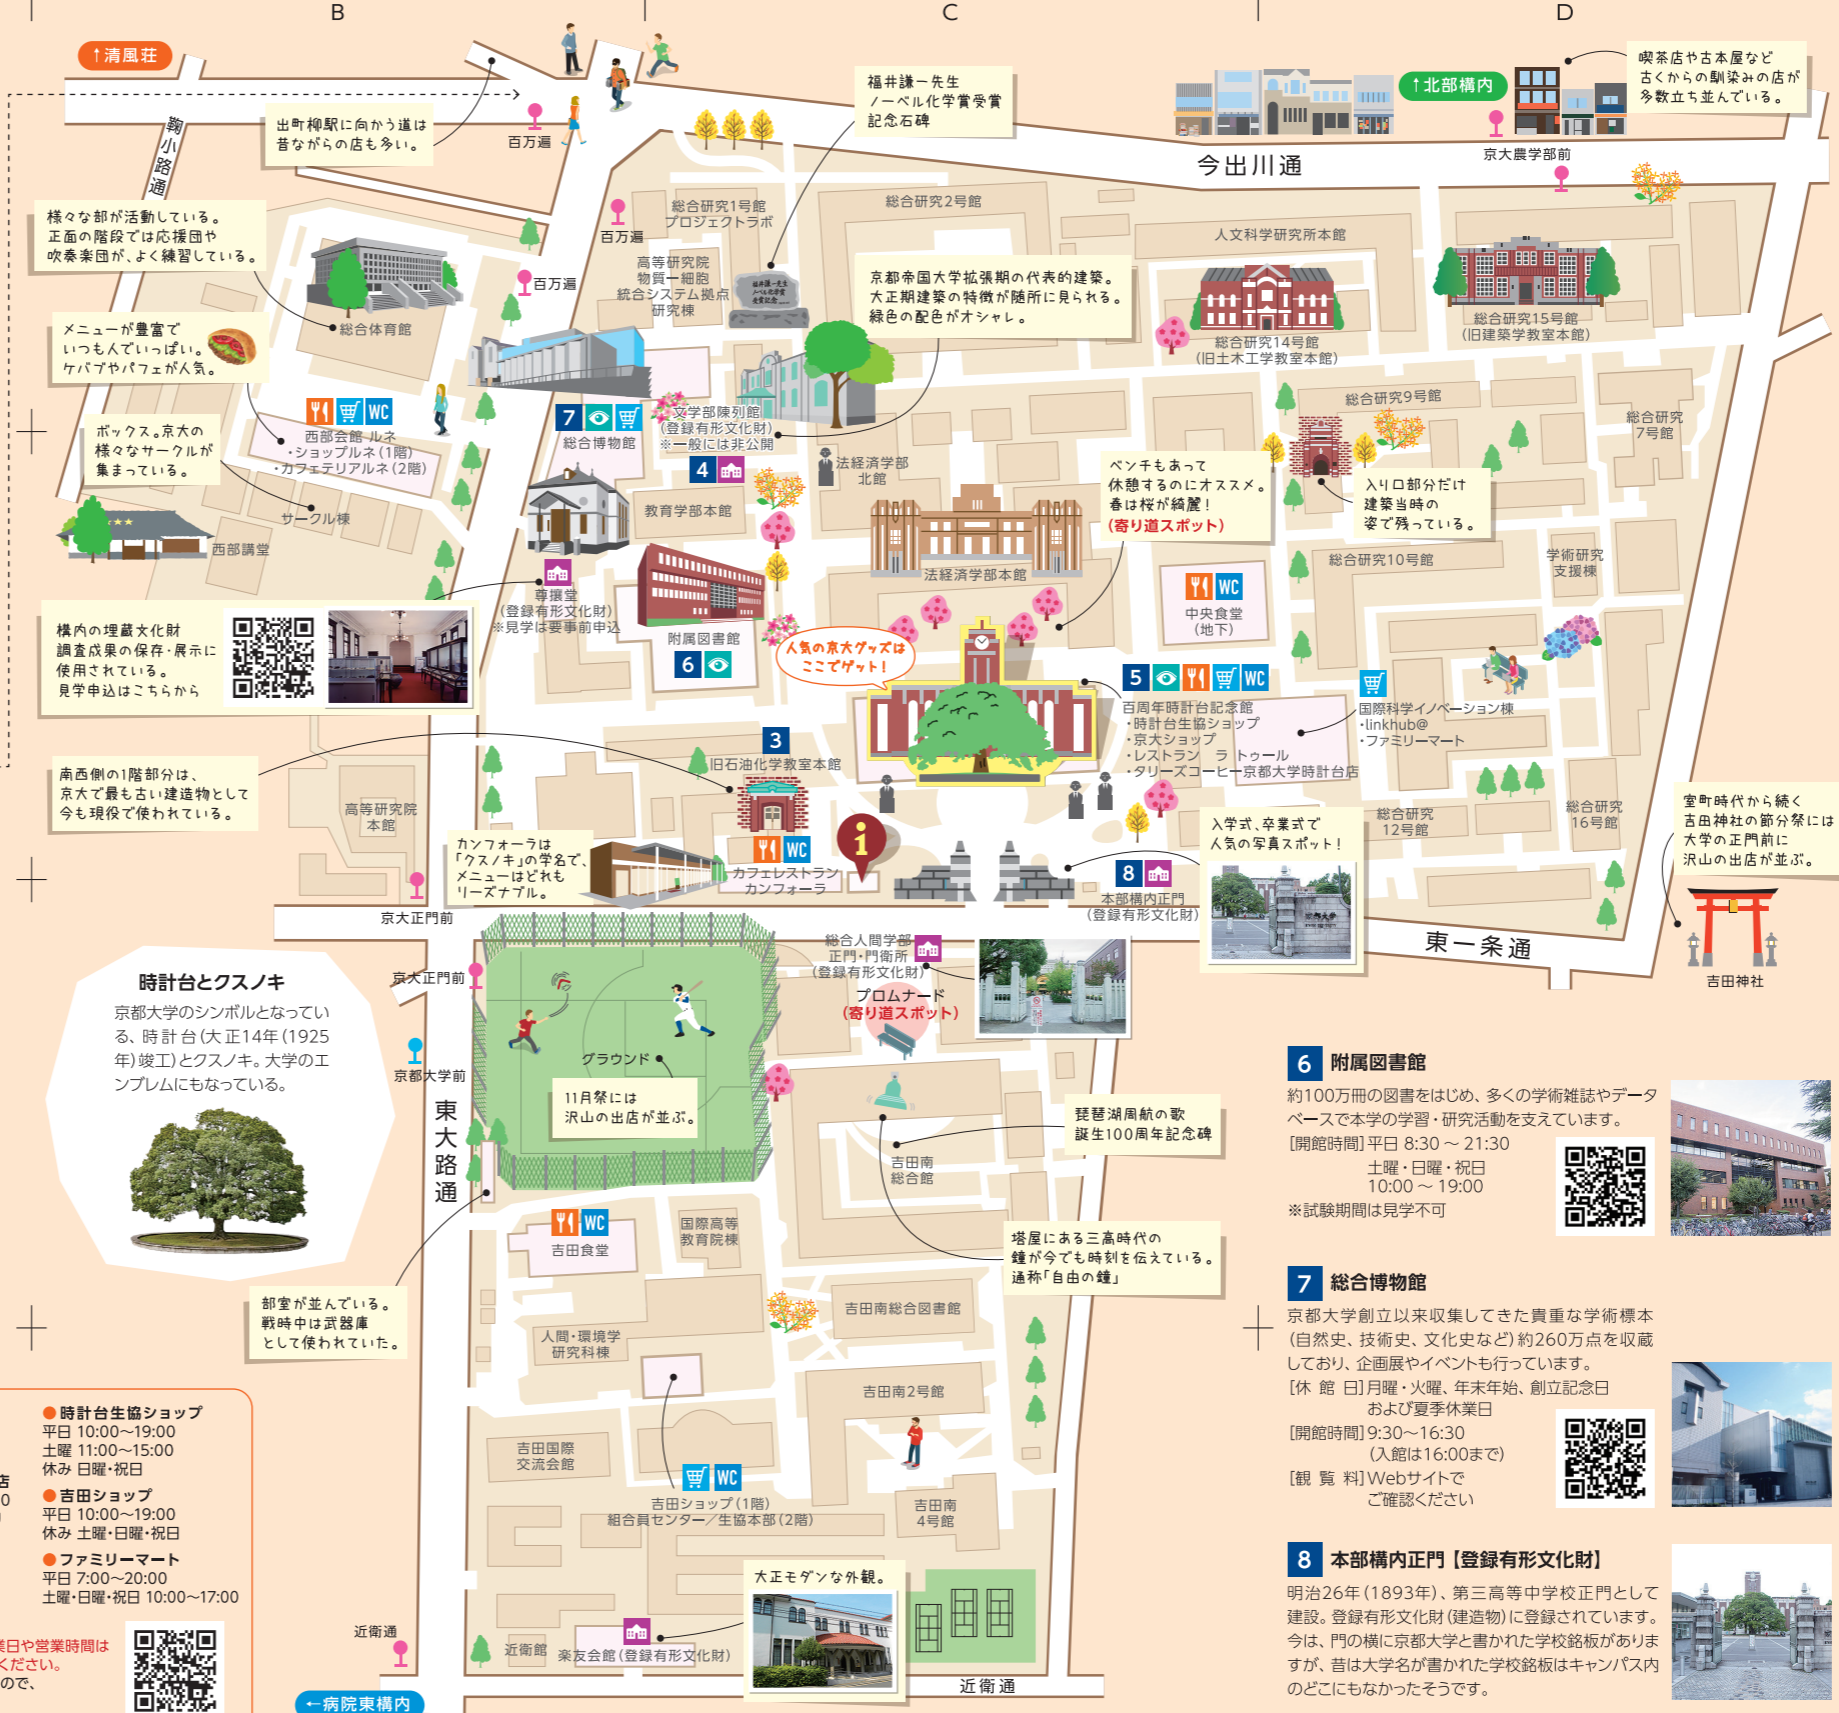 B
C
D
↑清風荘
鞠小路通
出町柳駅に向かう道は
昔ながらの店も多い。
百万遍
福井謙一先生
ノーベル化学賞受賞
記念石碑
↑北部構内
喫茶店や古本屋など
古くからの馴染みの店が
多数立ち並んでいる。
京大農学部前
今出川通
様々な部が活動している。
正面の階段では応援団や
吹奏楽団が、よく練習している。
総合体育館
百万遍
百万遍
総合研究1号館
プロジェクトラボ
総合研究2号館
高等研究院
物質ー細胞
統合システム拠点
研究棟
福井謙一先生
ノーベル化学賞
受賞記念
京都帝国大学拡張期の代表的建築。
大正期建築の特徴が随所に見られる。
緑色の配色がオシャレ。
人文科学研究所本館
総合研究14号館
(旧土木工学教室本館)
総合研究15号館
(旧建築学教室本館)
メニューが豊富で
いつも人でいっぱい。
ケバブやパフェが人気。
WC
西部会館 ルネ
・ショップルネ(1階)
・カフェテリアルネ(2階)
ボックス。京大の
様々なサークルが
集まっている。
サークル棟
西部講堂
7
総合博物館
文学部陳列館
(登録有形文化財)
※一般には非公開
4
法経済学部
北館
教育学部本館
法経済学部本館
ベンチもあって
休憩するのにオススメ。
春は桜が綺麗！
(寄り道スポット)
総合研究9号館
総合研究
7号館
入り口部分だけ
建築当時の
姿で残っている。
総合研究10号館
学術研究
支援棟
構内の埋蔵文化財
調査成果の保存・展示に
使用されている。
見学申込はこちらから
尊攘堂
(登録有形文化財)
※見学は要事前申込
附属図書館
6
人気の京大グッズは
ここでゲット！
WC
中央食堂
(地下)
5
WC
百周年時計台記念館
・時計台生協ショップ
・京大ショップ
・レストラン ラ トゥール
・タリーズコーヒー京都大学時計台店
国際科学イノベーション棟
・linkhub@
・ファミリーマート
南西側の1階部分は、
京大で最も古い建造物として
今も現役で使われている。
3
旧石油化学教室本館
高等研究院
本館
カンフォーラは
「クスノキ」の学名で、
メニューはどれも
リーズナブル。
WC
カフェレストラン
カンフォーラ
i
8
本部構内正門
(登録有形文化財)
入学式、卒業式で
人気の写真スポット！
総合研究
12号館
総合研究
16号館
室町時代から続く
吉田神社の節分祭には
大学の正門前に
沢山の出店が並ぶ。
吉田神社
東一条通
京大正門前
京大正門前
京都大学前
東大路通
時計台とクスノキ
京都大学のシンボルとなってい
る、時計台(大正14年(1925
年)竣工)とクスノキ。大学のエ
ンブレムにもなっている。
総合人間学部
正門・門衛所
(登録有形文化財)
プロムナード
(寄り道スポット)
グラウンド
11月祭には
沢山の出店が並ぶ。
琵琶湖周航の歌
誕生100周年記念碑
吉田南
総合館
塔屋にある三高時代の
鐘が今でも時刻を伝えている。
通称「自由の鐘」
WC
吉田食堂
国際高等
教育院棟
部室が並んでいる。
戦時中は武器庫
として使われていた。
人間・環境学
研究科棟
吉田南総合図書館
吉田南2号館
吉田国際
交流会館
WC
吉田ショップ(1階)
組合員センター／生協本部(2階)
吉田南
4号館
大正モダンな外観。
近衛館
楽友会館(登録有形文化財)
近衛通
近衛通
←病院東構内
店
●時計台生協ショップ
平日 10:00～19:00
土曜 11:00～15:00
休み 日曜・祝日
●吉田ショップ
平日 10:00～19:00
休み 土曜・日曜・祝日
●ファミリーマート
平日 7:00～20:00
土曜・日曜・祝日 10:00～17:00
業日や営業時間は
ください。
ので、
6 附属図書館
約100万冊の図書をはじめ、多くの学術雑誌やデータ
ベースで本学の学習・研究活動を支えています。
[開館時間]平日 8:30 ～ 21:30
土曜・日曜・祝日
10:00 ～ 19:00
※試験期間は見学不可
7 総合博物館
京都大学創立以来収集してきた貴重な学術標本
(自然史、技術史、文化史など)約260万点を収蔵
しており、企画展やイベントも行っています。
[休館日]月曜・火曜、年末年始、創立記念日
および夏季休業日
[開館時間]9:30～16:30
(入館は16:00まで)
[観覧料]Webサイトで
ご確認ください
8 本部構内正門【登録有形文化財】
明治26年(1893年)、第三高等中学校正門として
建設。登録有形文化財(建造物)に登録されています。
今は、門の横に京都大学と書かれた学校銘板がありま
すが、昔は大学名が書かれた学校銘板はキャンパス内
のどこにもなかったそうです。